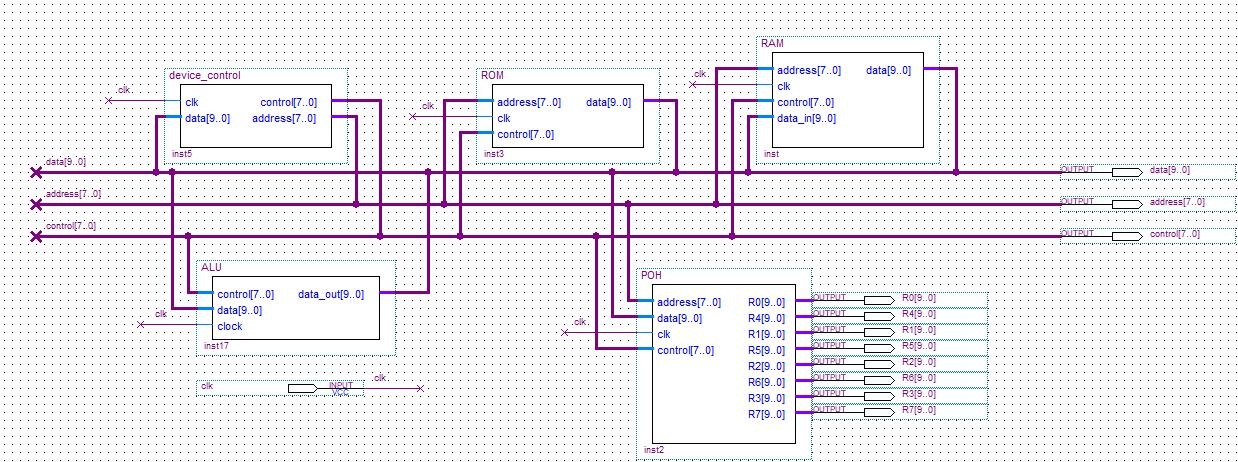 device_control
clk
clk control[7..0]
data[9..0] address[7..0]
inst5
ROM
clk
address[7..0] data[9..0]
clk
control[7..0]
inst3
RAM
clk
address[7..0] data[9..0]
clk
control[7..0]
data_in[9..0]
inst
data[9..0]
OUTPUT data[9..0]
address[7..0]
OUTPUT address[7..0]
control[7..0]
OUTPUT control[7..0]
ALU
control[7..0] data_out[9..0]
data[9..0]
clk
clock
inst17
clk INPUT clk
VCC
POH
address[7..0] R0[9..0]
data[9..0] R4[9..0]
clk
clk R1[9..0]
control[7..0] R5[9..0]
R2[9..0]
R6[9..0]
R3[9..0]
R7[9..0]
inst2
OUTPUT R0[9..0]
OUTPUT R4[9..0]
OUTPUT R1[9..0]
OUTPUT R5[9..0]
OUTPUT R2[9..0]
OUTPUT R6[9..0]
OUTPUT R3[9..0]
OUTPUT R7[9..0]